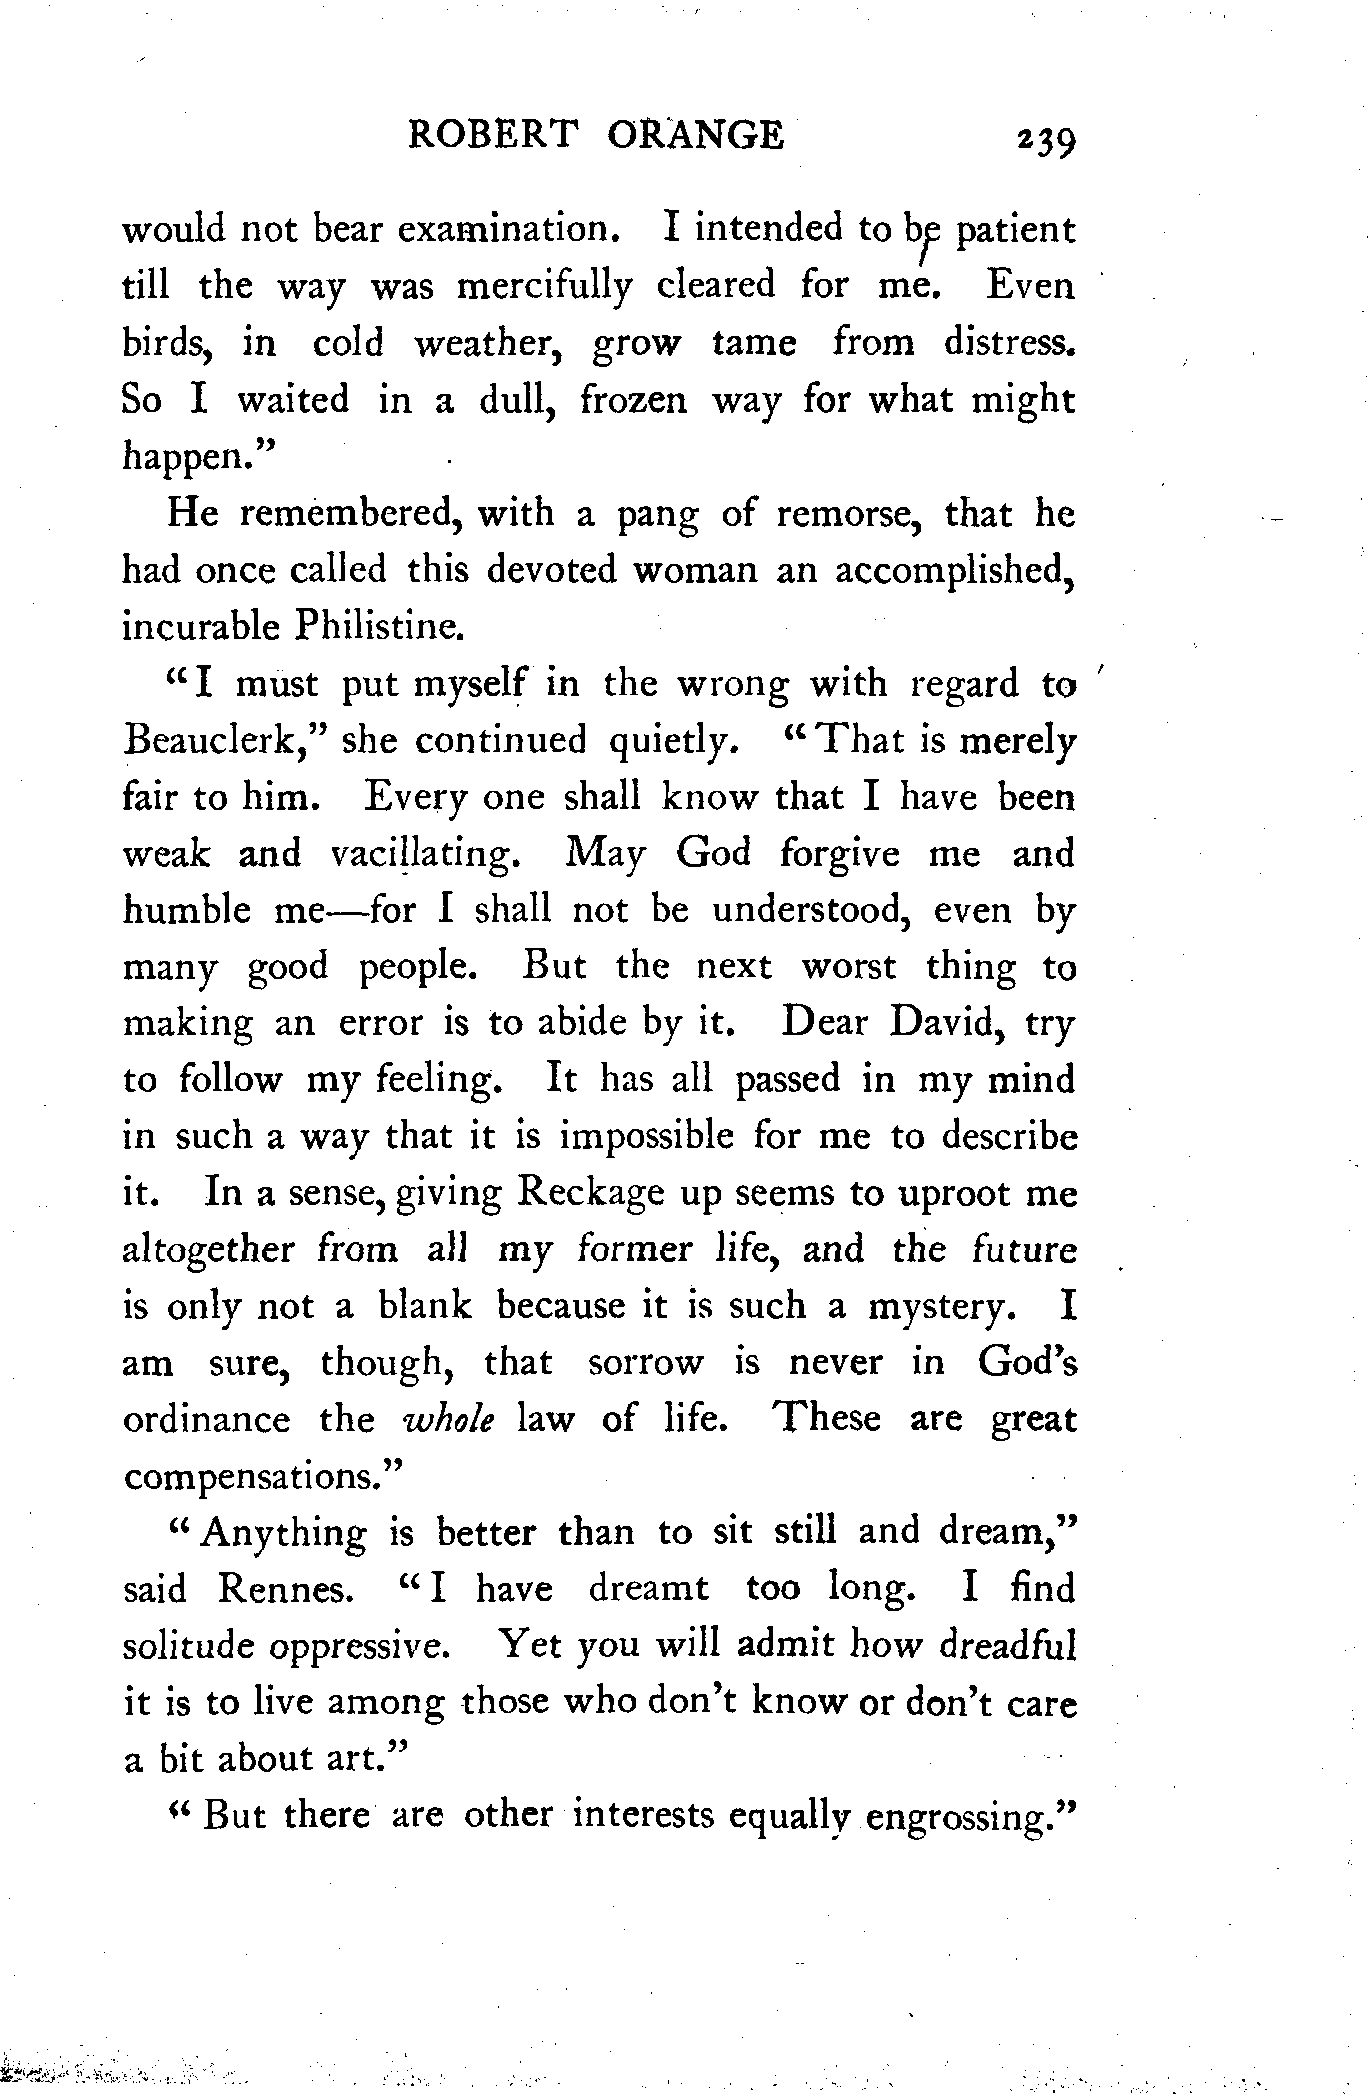 ROBERT ORANGE 239
would not bear examination. I intended to be patient
till the way was mercifully cleared for me. Even
birds, in cold weather, grow tame from distress.
So I waited in a dull, frozen way for what might
happen.”
He remembered, with a pang of remorse, that he
had once called this devoted woman an accomplished,
incurable Philistine.
“I must put myself in the wrong with regard to
Beauclerk,” she continued quietly. “That is merely
fair to him. Every one shall know that I have been
weak and vacillating. May God forgive me and
humble me—for I shall not be understood, even by
many good people. But the next worst thing to
making an error is to abide by it. Dear David, try
to follow my feeling. It has all passed in my mind
in such a way that it is impossible for me to describe
it. In a sense, giving Reckage up seems to uproot me
altogether from all my former life, and the future
is only not a blank because it is such a mystery. I
am sure, though, that sorrow is never in God’s
ordinance the whole law of life. These are great
compensations.”
“Anything is better than to sit still and dream,”
said Rennes. “I have dreamt too long. I find
solitude oppressive. Yet you will admit how dreadful
it is to live among those who don’t know or don’t care
a bit about art.”
“But there are other interests equally engrossing.”